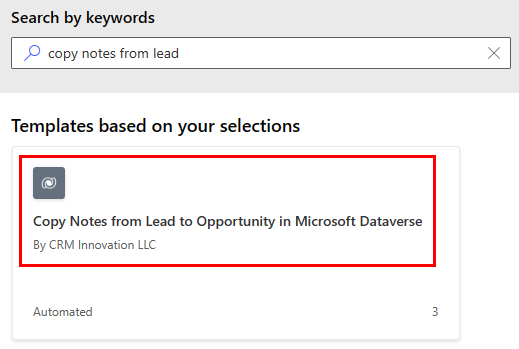 Search by keywords
copy notes from lead
Templates based on your selections
Copy Notes from Lead to Opportunity in Microsoft Dataverse
By CRM Innovation LLC
Automated 3